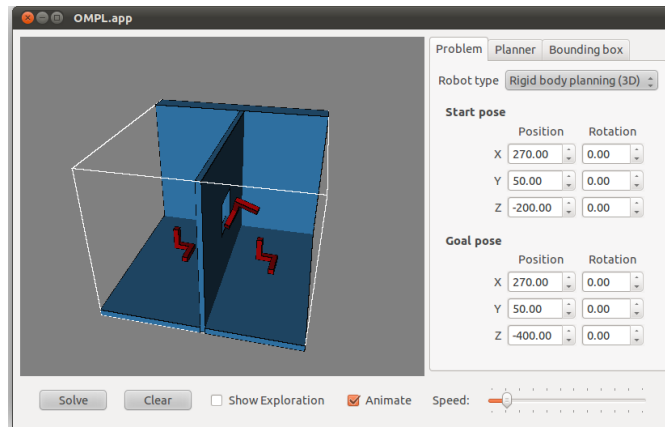 OMPL.app
Problem Planner Bounding box
Robot type Rigid body planning (3D)
Start pose
Position Rotation
X 270.00 0.00
Y 50.00 0.00
Z -200.00 0.00
Goal pose
Position Rotation
X 270.00 0.00
Y 50.00 0.00
Z -400.00 0.00
Solve Clear Show Exploration Animate Speed: